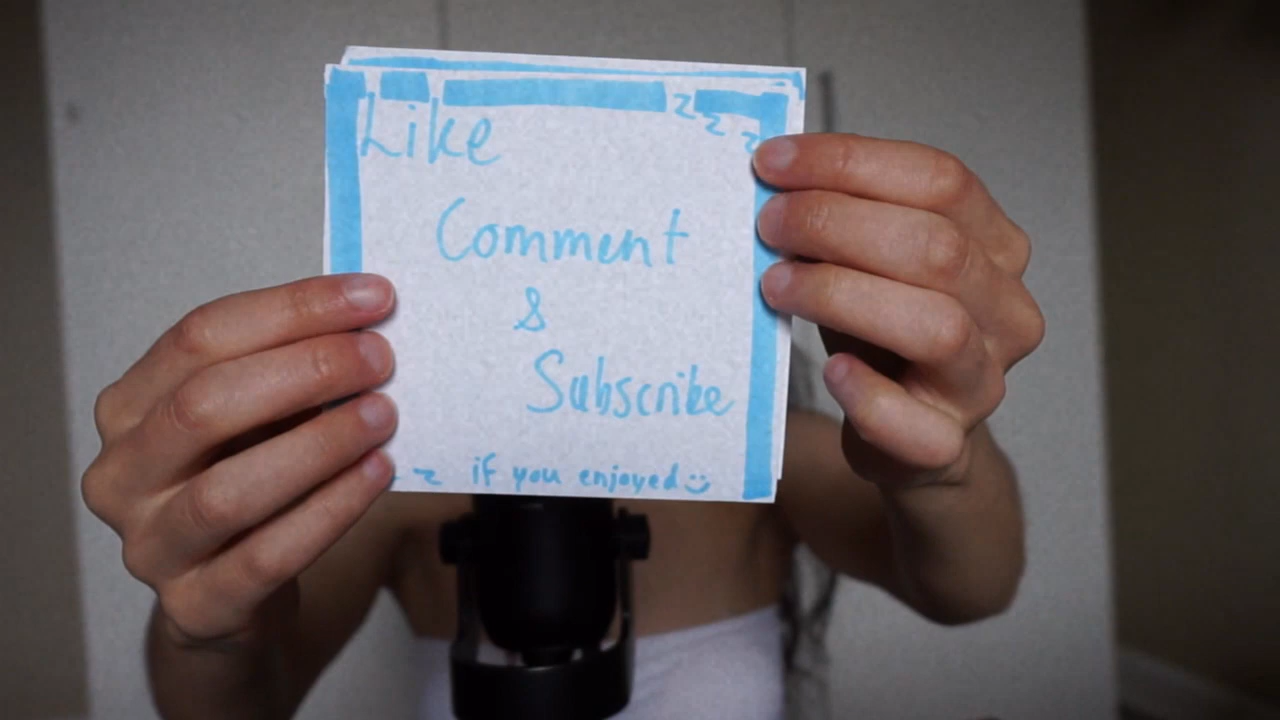 Like
z z z
Comment
&
Subscribe
z if you enjoyed :)